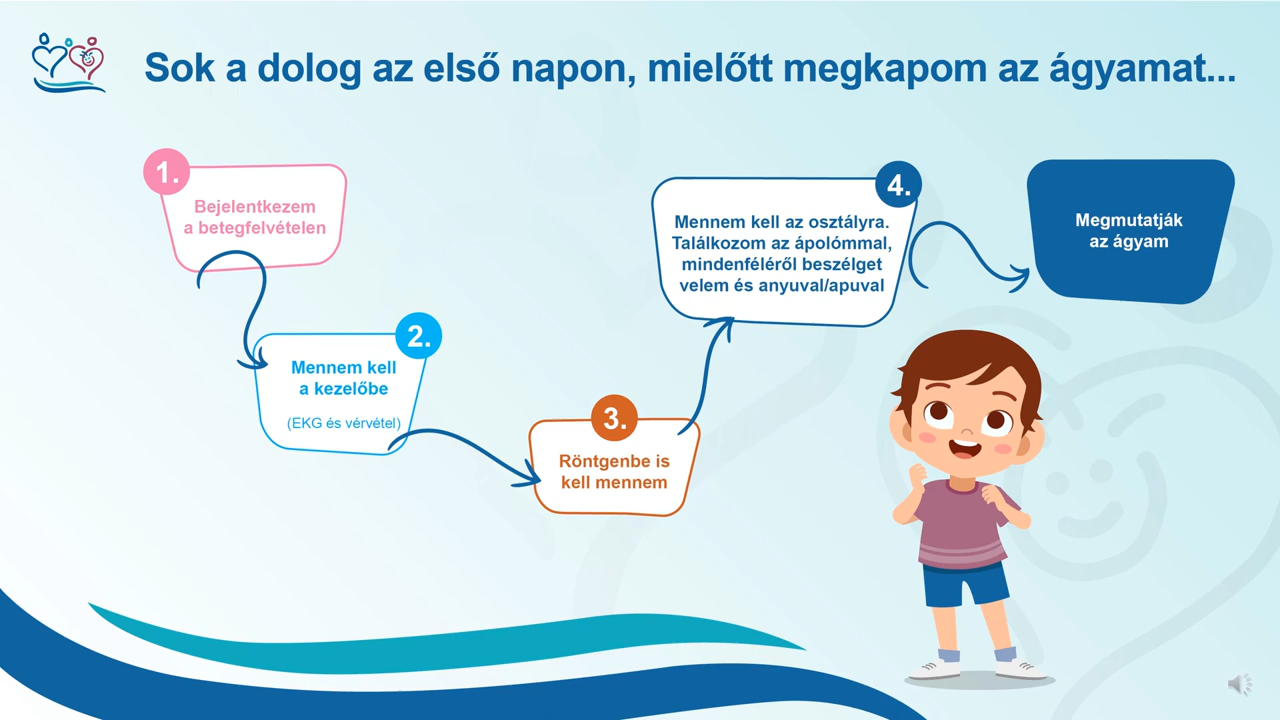 Sok a dolog az első napon, mielőtt megkapom az ágyamat...
1.
Bejelentkezem
a betegfelvételen
2.
Mennem kell
a kezelőbe
(EKG és vérvétel)
3.
Röntgenbe is
kell mennem
4.
Mennem kell az osztályra.
Találkozom az ápolómmal,
mindenféléről beszélget
velem és anyuval/apuval
Megmutatják
az ágyam